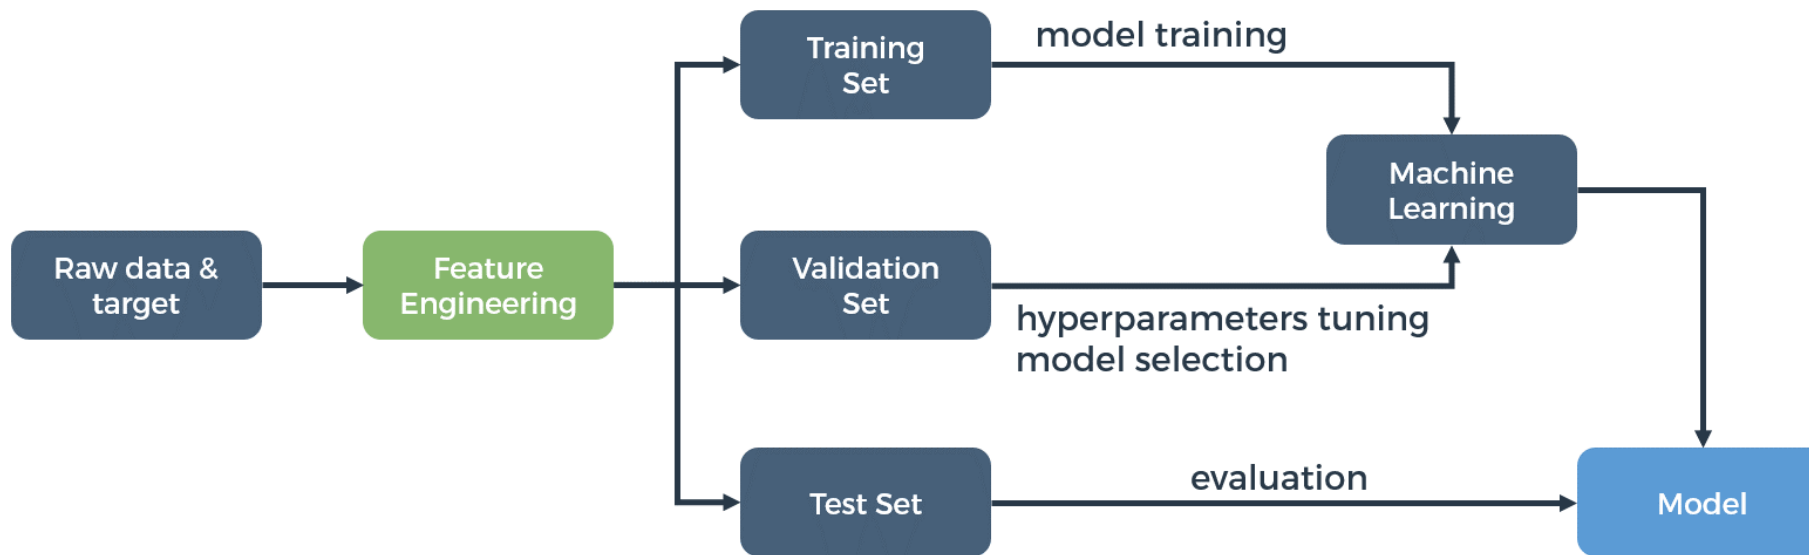 Training
Set
model training
Machine
Learning
Raw data &
target
Feature
Engineering
Validation
Set
hyperparameters tuning
model selection
Test Set
evaluation
Model